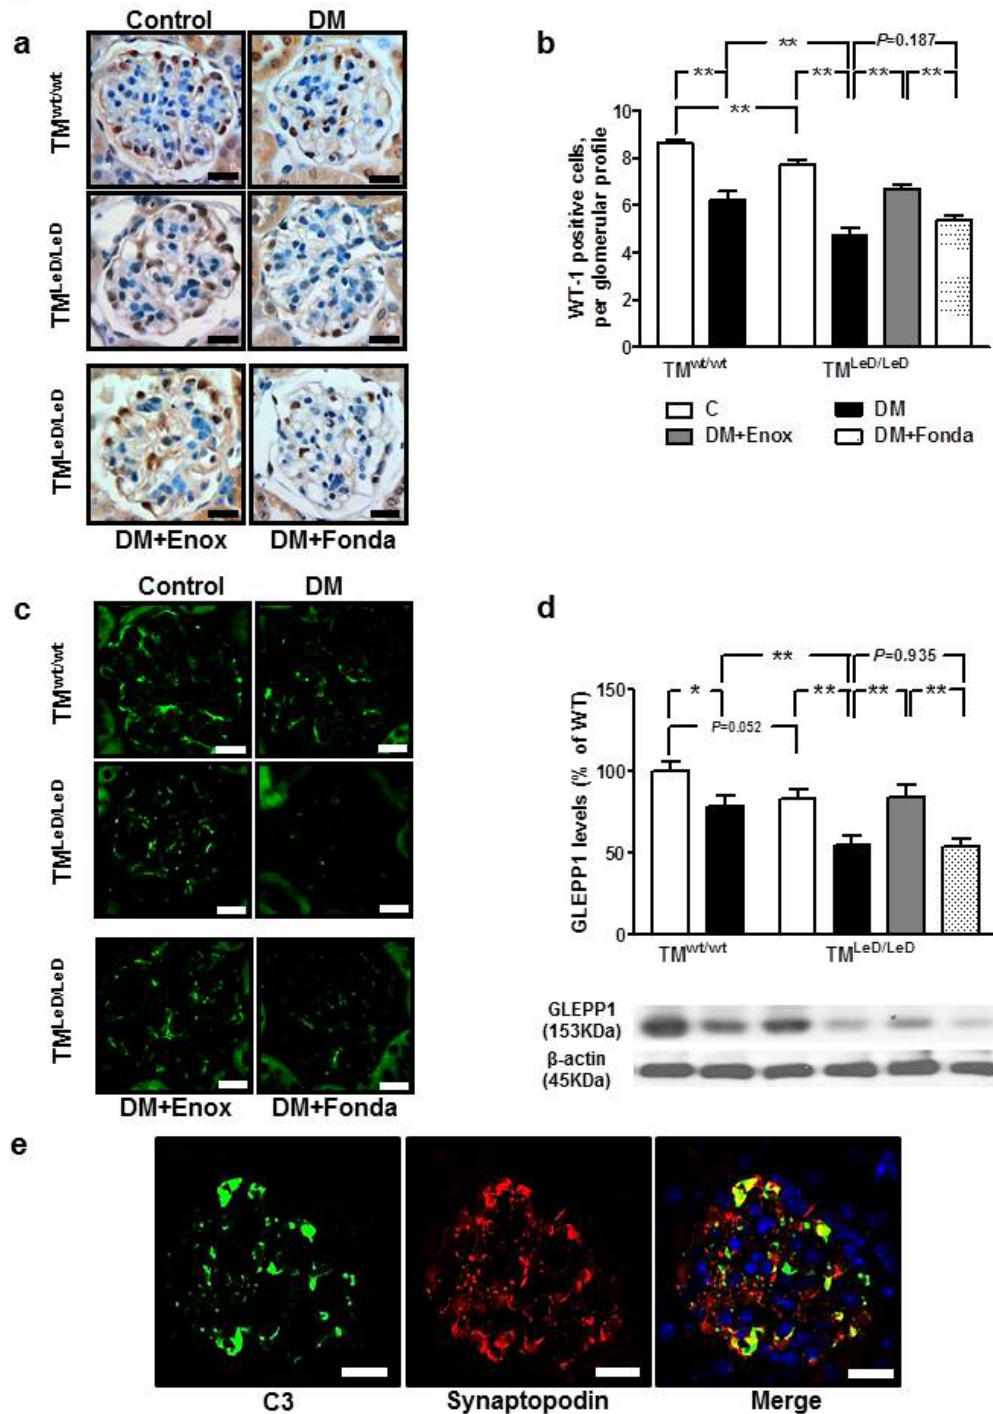 a
Control DM
TMwt/wt
TMLeD/LeD
TMLeD/LeD
DM+Enox DM+Fonda
b
** P=0.187
** ** ** **
**
WT-1 positive cells,
per glomerular profile
10
8
6
4
2
0
TMwt/wt TMLeD/LeD
C DM
DM+Enox DM+Fonda
c
Control DM
TMwt/wt
TMLeD/LeD
TMLeD/LeD
DM+Enox DM+Fonda
d
** P=0.935
* ** ** **
P=0.052
GLEPP1 levels (% of WT)
150
100
50
0
TMwt/wt TMLeD/LeD
GLEPP1
(153KDa)
β-actin
(45KDa)
e
C3 Synaptopodin Merge